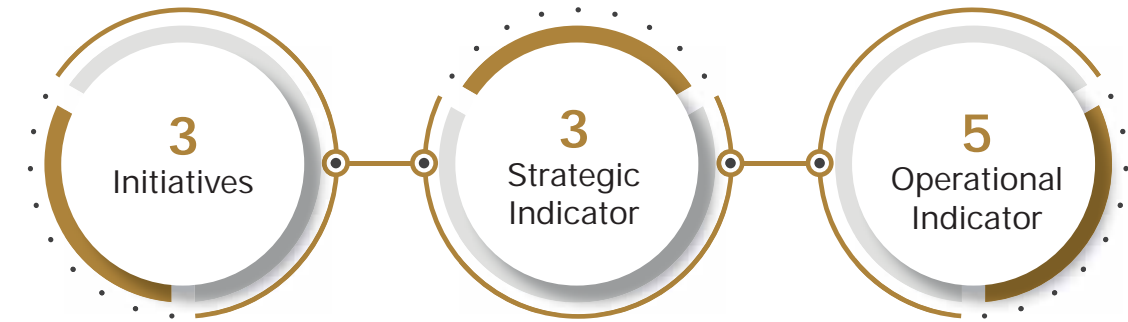 3
Initiatives
3
Strategic
Indicator
5
Operational
Indicator